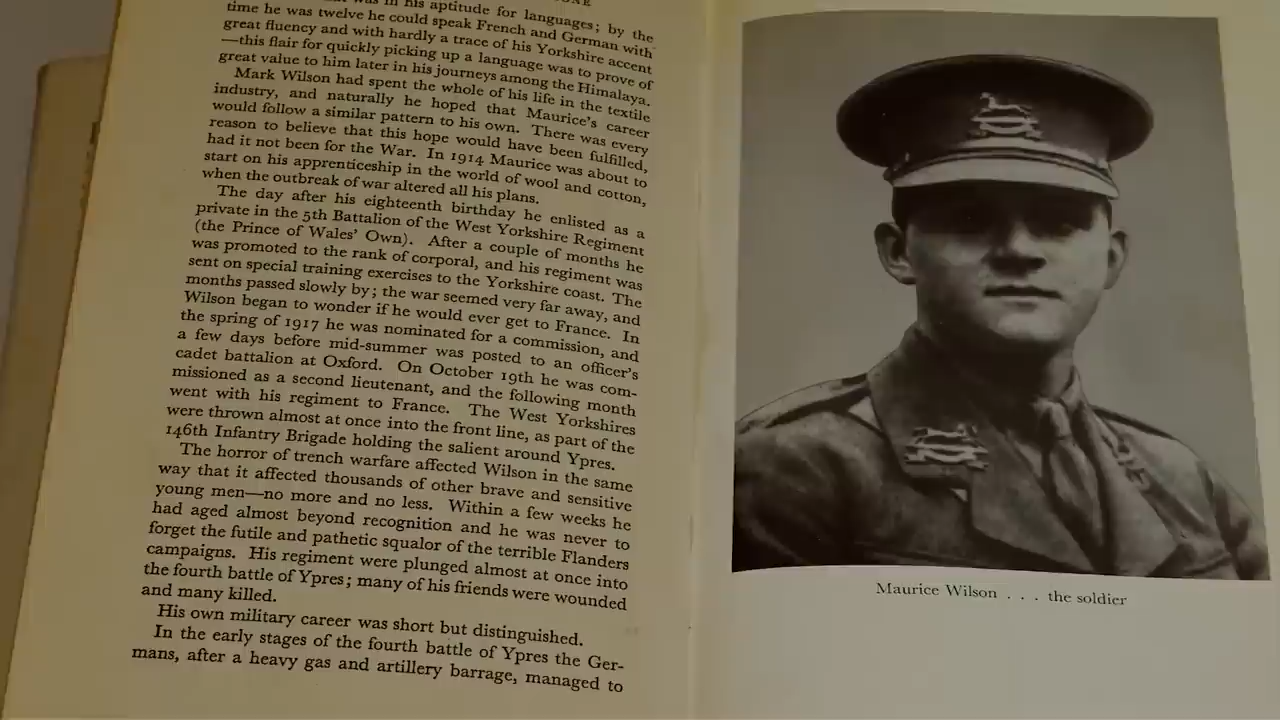 was in his aptitude for languages; by the
time he was twelve he could speak French and German with
great fluency and with hardly a trace of his Yorkshire accent
—this flair for quickly picking up a language was to prove of
great value to him later in his journeys among the Himalaya.
Mark Wilson had spent the whole of his life in the textile
industry, and naturally he hoped that Maurice's career
would follow a similar pattern to his own. There was every
reason to believe that this hope would have been fulfilled,
had it not been for the War. In 1914 Maurice was about to
start on his apprenticeship in the world of wool and cotton,
when the outbreak of war altered all his plans.
The day after his eighteenth birthday he enlisted as a
private in the 5th Battalion of the West Yorkshire Regiment
(the Prince of Wales' Own). After a couple of months he
was promoted to the rank of corporal, and his regiment was
sent on special training exercises to the Yorkshire coast. The
months passed slowly by; the war seemed very far away, and
Wilson began to wonder if he would ever get to France. In
the spring of 1917 he was nominated for a commission, and
a few days before mid-summer was posted to an officer's
cadet battalion at Oxford. On October 19th he was com-
missioned as a second lieutenant, and the following month
went with his regiment to France. The West Yorkshires
were thrown almost at once into the front line, as part of the
146th Infantry Brigade holding the salient around Ypres.
The horror of trench warfare affected Wilson in the same
way that it affected thousands of other brave and sensitive
young men—no more and no less. Within a few weeks he
had aged almost beyond recognition and he was never to
forget the futile and pathetic squalor of the terrible Flanders
campaigns. His regiment were plunged almost at once into
the fourth battle of Ypres; many of his friends were wounded
and many killed.
His own military career was short but distinguished.
In the early stages of the fourth battle of Ypres the Ger-
mans, after a heavy gas and artillery barrage, managed to
Maurice Wilson . . . the soldier